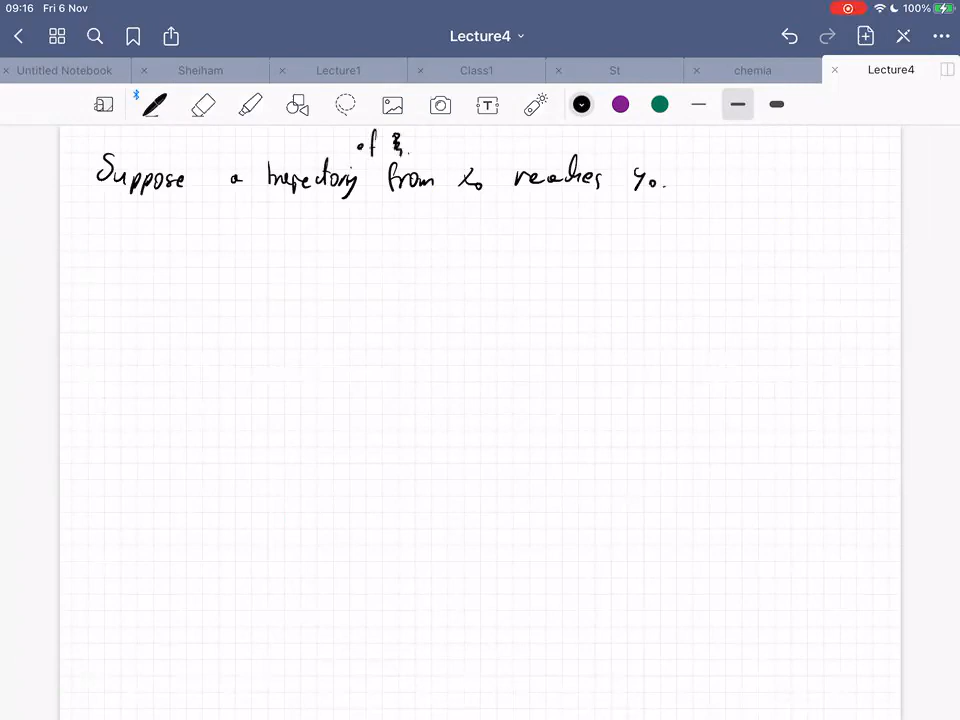 09:16 Fri 6 Nov 100%
Lecture4
Untitled Notebook Sheiham Lecture1 Class1 St chemia Lecture4
of ξ.
Suppose a trajectory from x₀ reaches y₀.